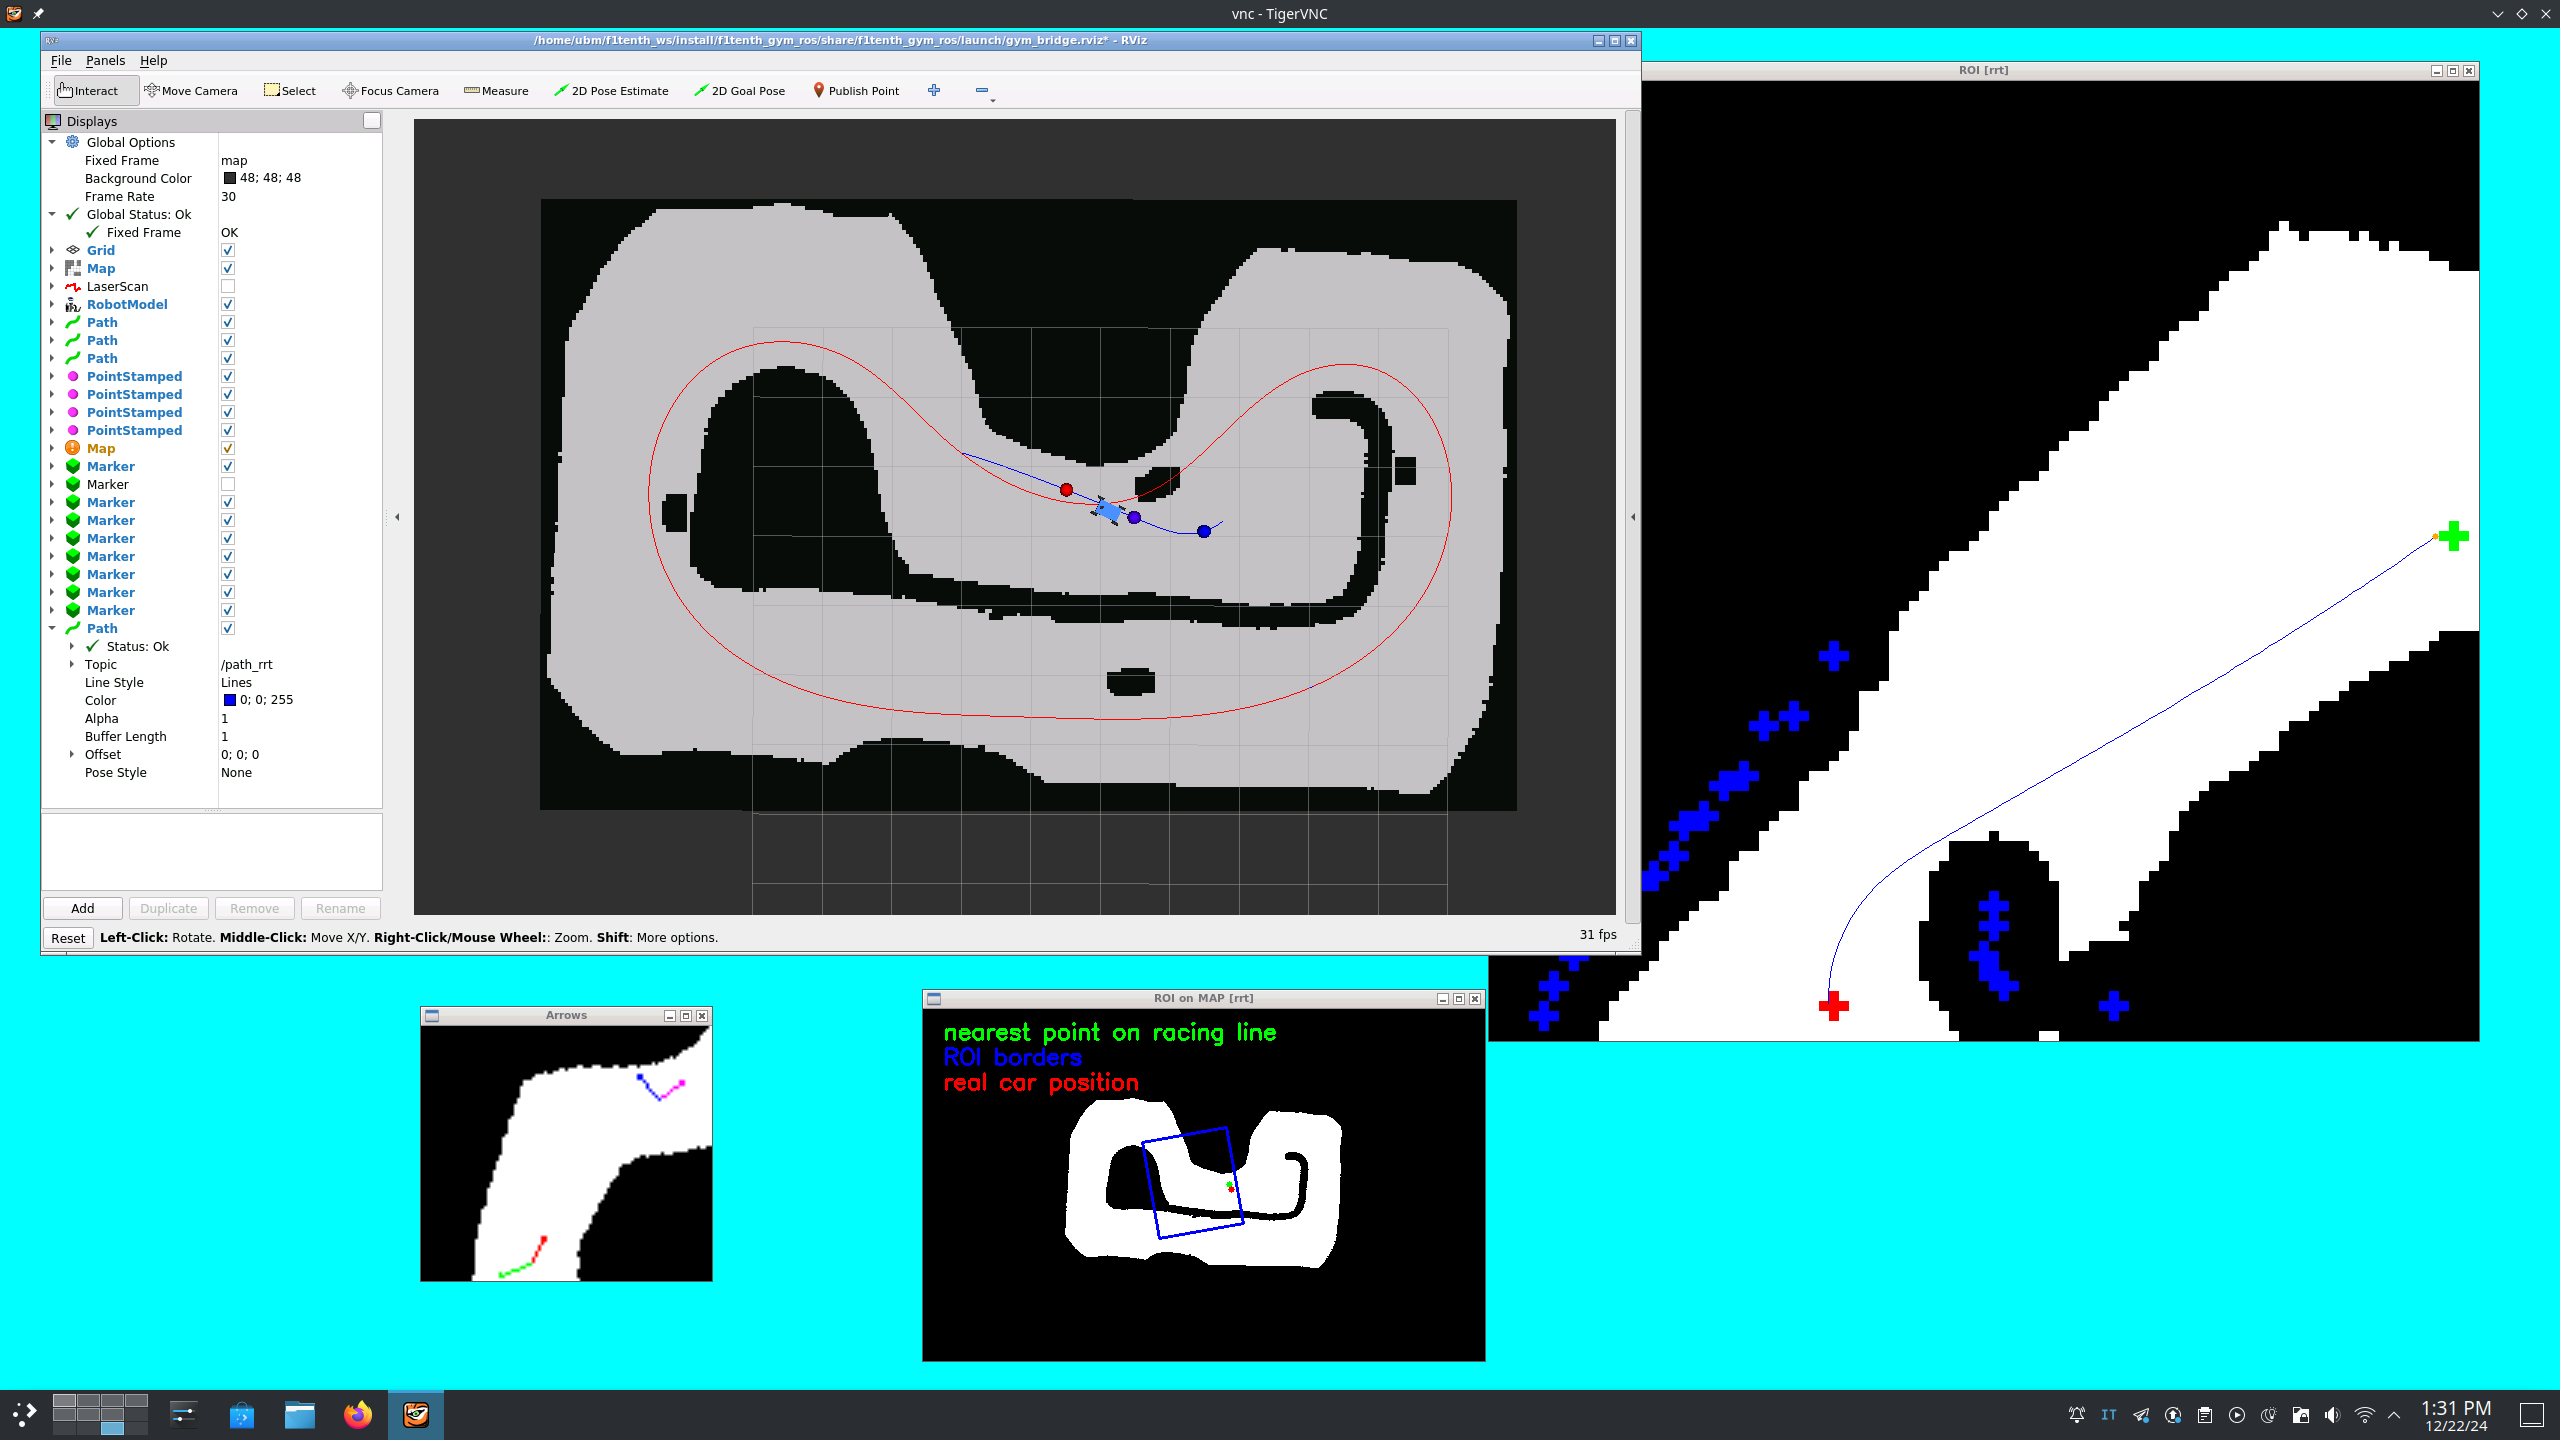 vnc - TigerVNC
/home/ubm/f1tenth_ws/install/f1tenth_gym_ros/share/f1tenth_gym_ros/launch/gym_bridge.rviz* - RViz
File Panels Help
Interact Move Camera Select Focus Camera Measure 2D Pose Estimate 2D Goal Pose Publish Point
Displays
Global Options
Fixed Frame map
Background Color 48; 48; 48
Frame Rate 30
Global Status: Ok
Fixed Frame OK
Grid
Map
LaserScan
RobotModel
Path
Path
Path
PointStamped
PointStamped
PointStamped
PointStamped
Map
Marker
Marker
Marker
Marker
Marker
Marker
Marker
Marker
Marker
Path
Status: Ok
Topic /path_rrt
Line Style Lines
Color 0; 0; 255
Alpha 1
Buffer Length 1
Offset 0; 0; 0
Pose Style None
Add Duplicate Remove Rename
Reset Left-Click: Rotate. Middle-Click: Move X/Y. Right-Click/Mouse Wheel:: Zoom. Shift: More options.
31 fps
ROI [rrt]
Arrows
ROI on MAP [rrt]
nearest point on racing line
ROI borders
real car position
IT
1:31 PM
12/22/24